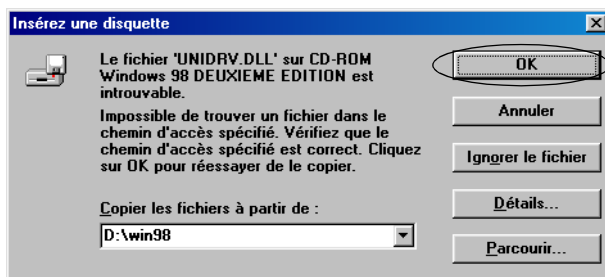 Insérez une disquette
Le fichier 'UNIDRV.DLL' sur CD-ROM
Windows 98 DEUXIEME EDITION est
introuvable.
Impossible de trouver un fichier dans le
chemin d'accès spécifié. Vérifiez que le
chemin d'accès spécifié est correct. Cliquez
sur OK pour réessayer de le copier.
Copier les fichiers à partir de :
D:\win98
OK
Annuler
Ignorer le fichier
Détails...
Parcourir...